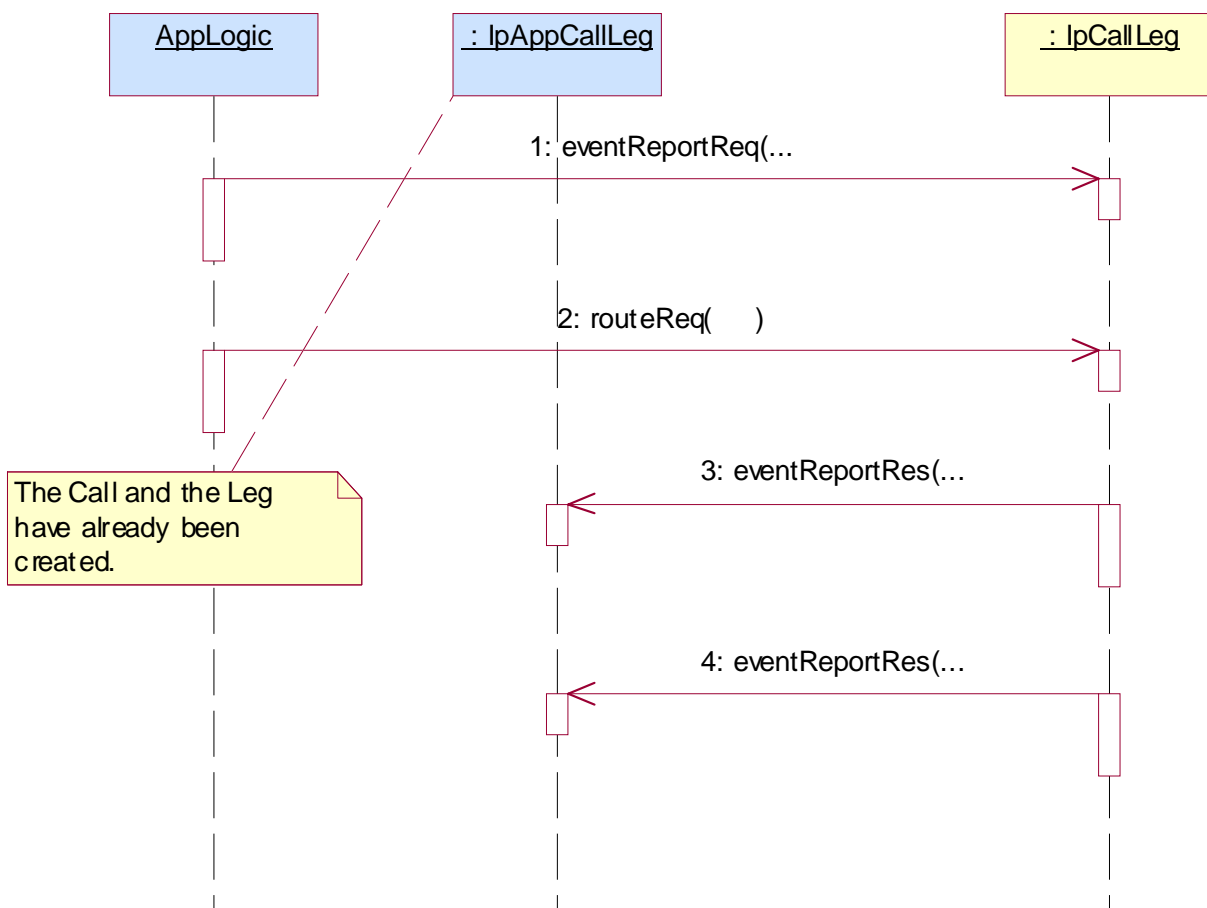 AppLogic
: IpAppCallLeg
: IpCallLeg
1: eventReportReq(...
2: routeReq( )
3: eventReportRes(...
The Call and the Leg
have already been
created.
4: eventReportRes(...